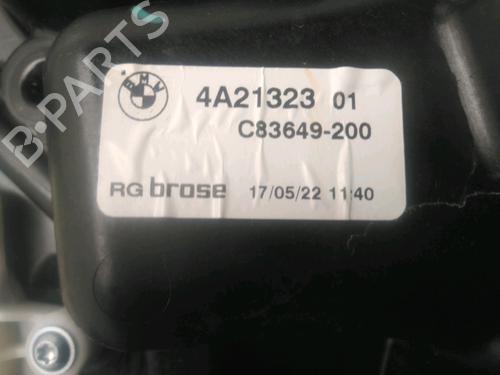 BMW
4A21323 01
C83649-200
RG brose 17/05/22 11:40
B-PARTS